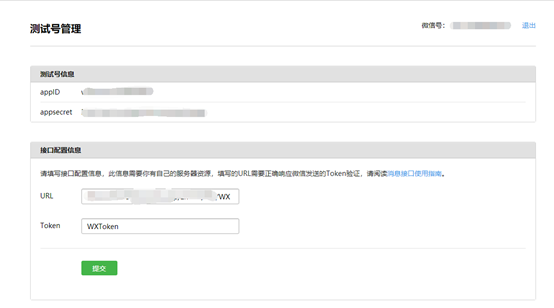 测试号管理
微信号：
退出
测试号信息
appID
appsecret
接口配置信息
请填写接口配置信息，此信息需要你有自己的服务器资源，填写的URL需要正确响应微信发送的Token验证，请阅读消息接口使用指南。
URL /WX
Token WXToken
提交